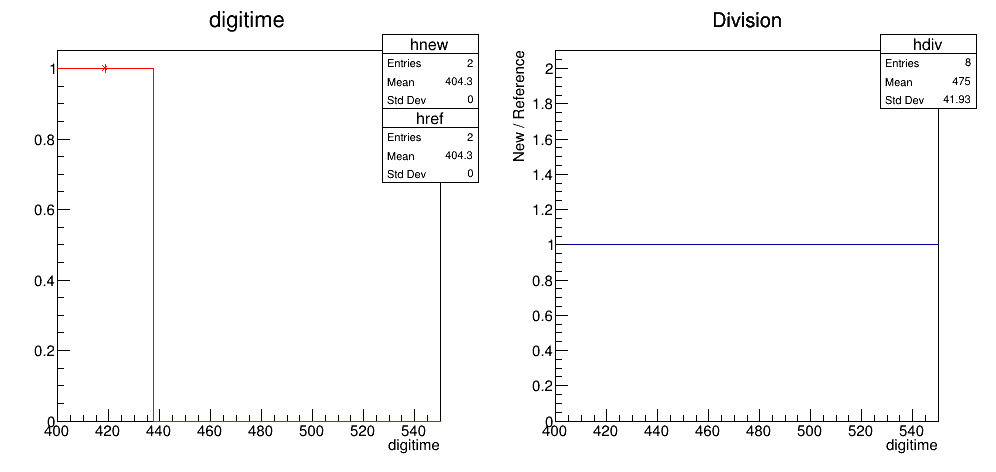 digitime
hnew
Entries 2
Mean 404.3
Std Dev 0
href
Entries 2
Mean 404.3
Std Dev 0
1
0.8
0.6
0.4
0.2
0
400 420 440 460 480 500 520 540
digitime
Division
hdiv
Entries 8
Mean 475
Std Dev 41.93
New / Reference
2
1.8
1.6
1.4
1.2
1
0.8
0.6
0.4
0.2
0
400 420 440 460 480 500 520 540
digitime